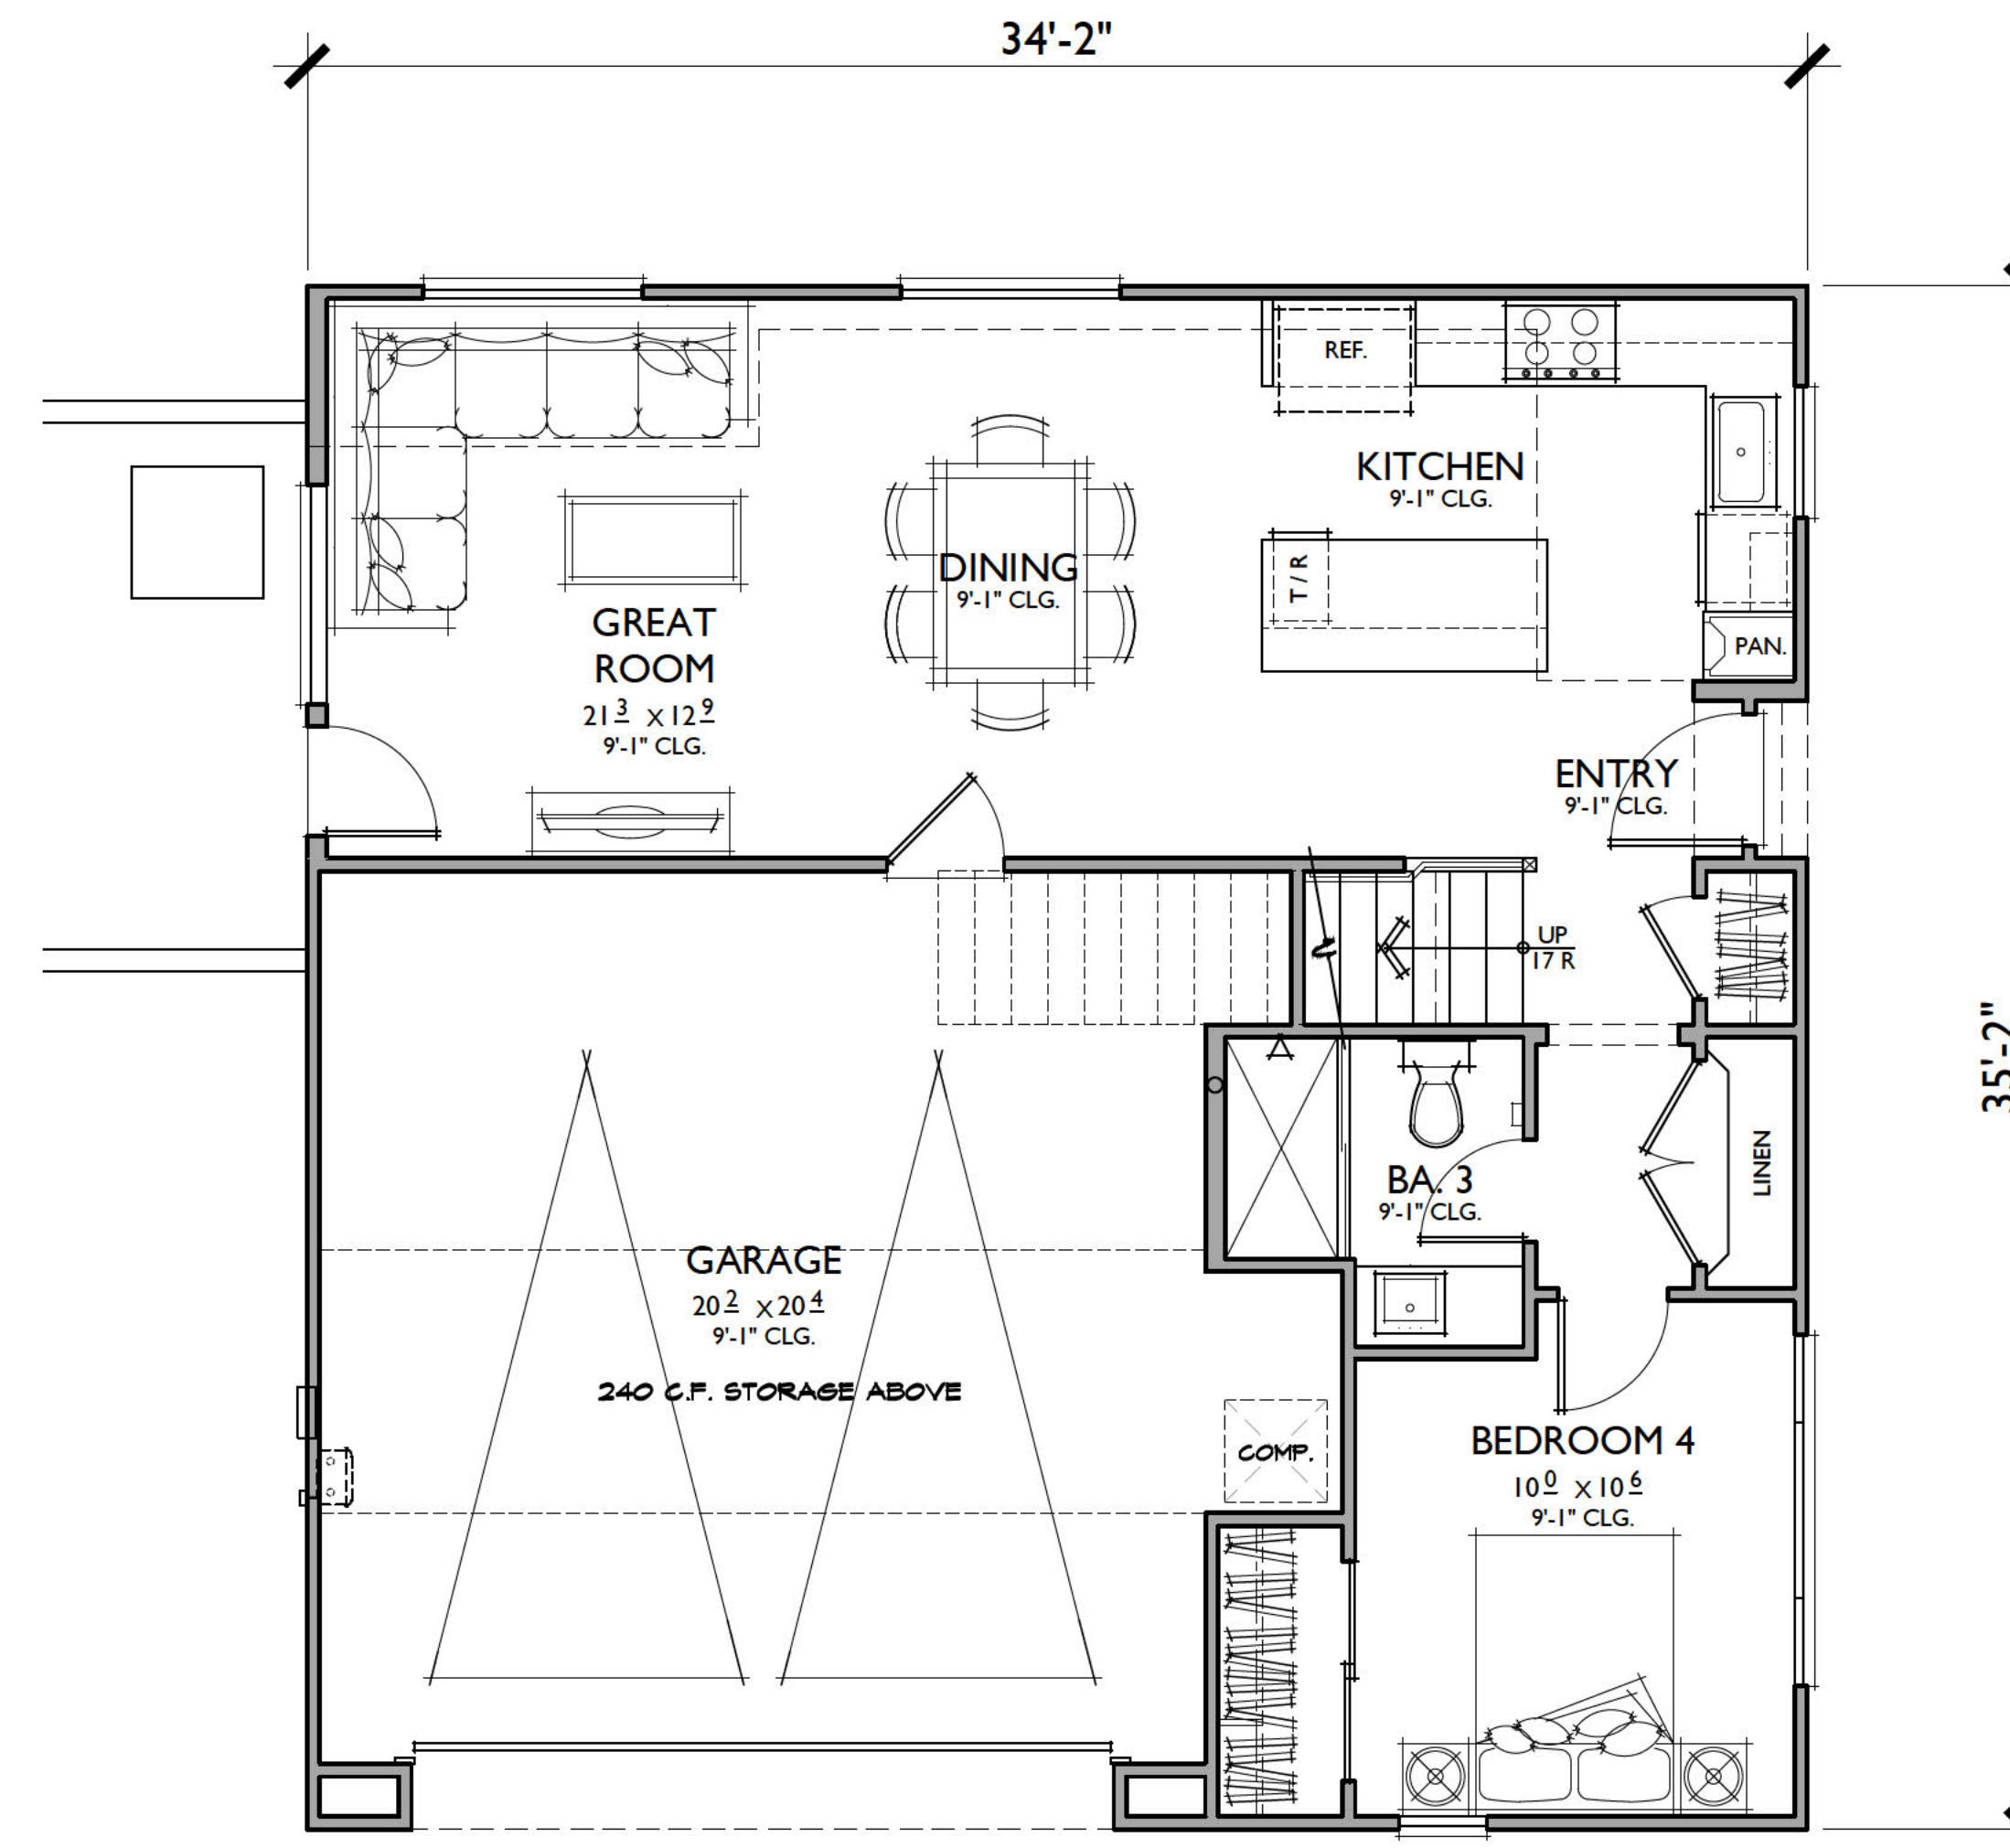 34'-2"
REF.
KITCHEN
9'-1" CLG.
T / R
DINING
9'-1" CLG.
GREAT
ROOM
21 3 X 12 9
9'-1" CLG.
PAN.
ENTRY
9'-1" CLG.
UP
17 R
35'-2"
LINEN
BA. 3
9'-1" CLG.
GARAGE
20 2 X 20 4
9'-1" CLG.
240 C.F. STORAGE ABOVE
COMP.
BEDROOM 4
10 0 X 10 6
9'-1" CLG.